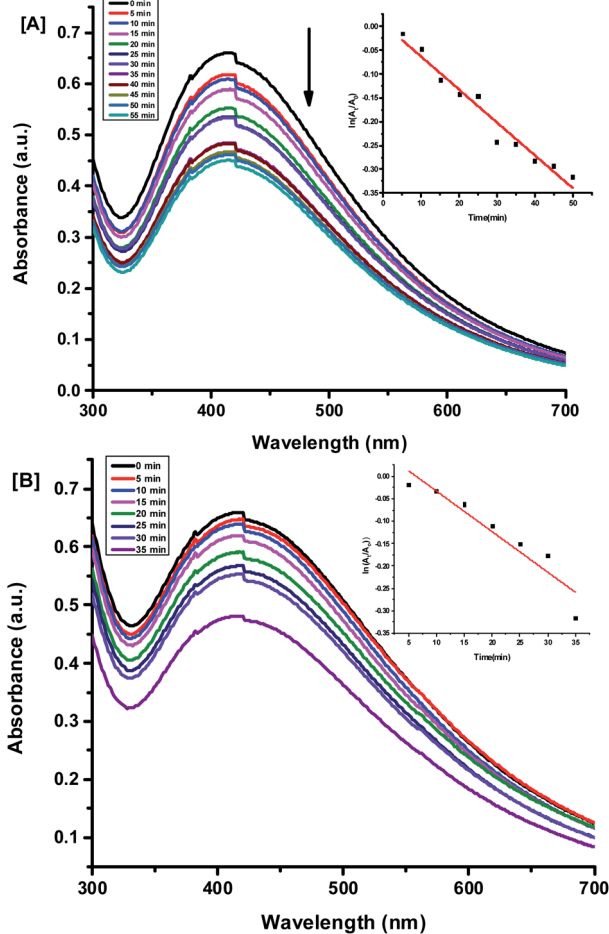 [A]
0 min
5 min
10 min
15 min
20 min
25 min
30 min
35 min
40 min
45 min
50 min
55 min
0.7
0.6
0.5
0.4
0.3
0.2
0.1
0.0
Absorbance (a.u.)
300 400 500 600 700
Wavelength (nm)
0.00
-0.05
-0.10
-0.15
-0.20
-0.25
-0.30
-0.35
ln(At/A0)
0 10 20 30 40 50
Time(min)
[B]
0 min
5 min
10 min
15 min
20 min
25 min
30 min
35 min
0.7
0.6
0.5
0.4
0.3
0.2
0.1
Absorbance (a.u.)
300 400 500 600 700
Wavelength (nm)
0.00
-0.05
-0.10
-0.15
-0.20
-0.25
-0.30
-0.35
ln (At/A0))
5 10 15 20 25 30 35
Time(min)